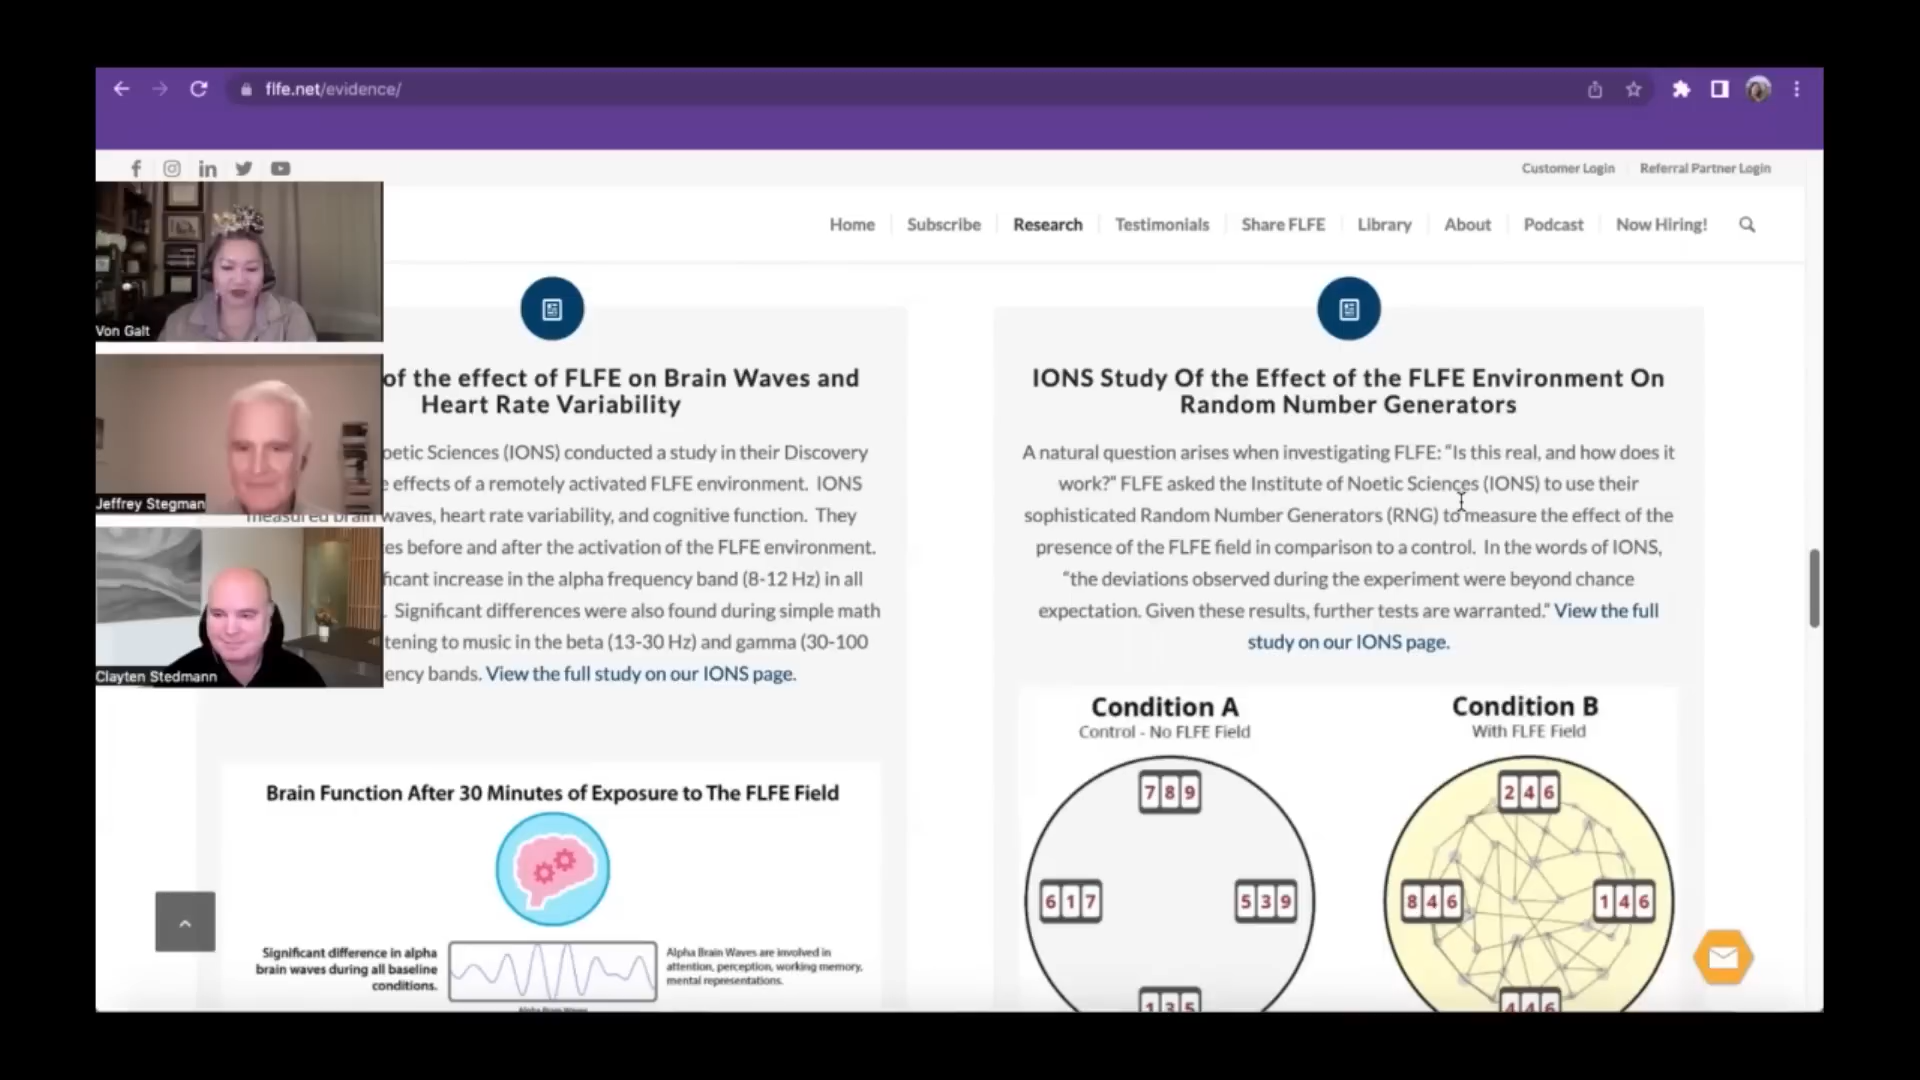 flfe.net/evidence/
Customer Login
Referral Partner Login
Home
Subscribe
Research
Testimonials
Share FLFE
Library
About
Podcast
Now Hiring!
Von Galt
Jeffrey Stegman
Clayten Stedmann
of the effect of FLFE on Brain Waves and
Heart Rate Variability
Sciences (IONS) conducted a study in their Discovery
effects of a remotely activated FLFE environment. IONS
measured brain waves, heart rate variability, and cognitive function. They
before and after the activation of the FLFE environment.
increase in the alpha frequency band (8-12 Hz) in all
Significant differences were also found during simple math
to music in the beta (13-30 Hz) and gamma (30-100
bands. View the full study on our IONS page.
Brain Function After 30 Minutes of Exposure to The FLFE Field
Significant difference in alpha
brain waves during all baseline
conditions.
Alpha Brain Waves are involved in
attention, perception, working memory,
mental representations.
Alpha Brain Waves
IONS Study Of the Effect of the FLFE Environment On
Random Number Generators
A natural question arises when investigating FLFE: “Is this real, and how does it
work?” FLFE asked the Institute of Noetic Sciences (IONS) to use their
sophisticated Random Number Generators (RNG) to measure the effect of the
presence of the FLFE field in comparison to a control. In the words of IONS,
“the deviations observed during the experiment were beyond chance
expectation. Given these results, further tests are warranted.” View the full
study on our IONS page.
Condition A
Control - No FLFE Field
789
617
539
135
Condition B
With FLFE Field
246
846
146
446